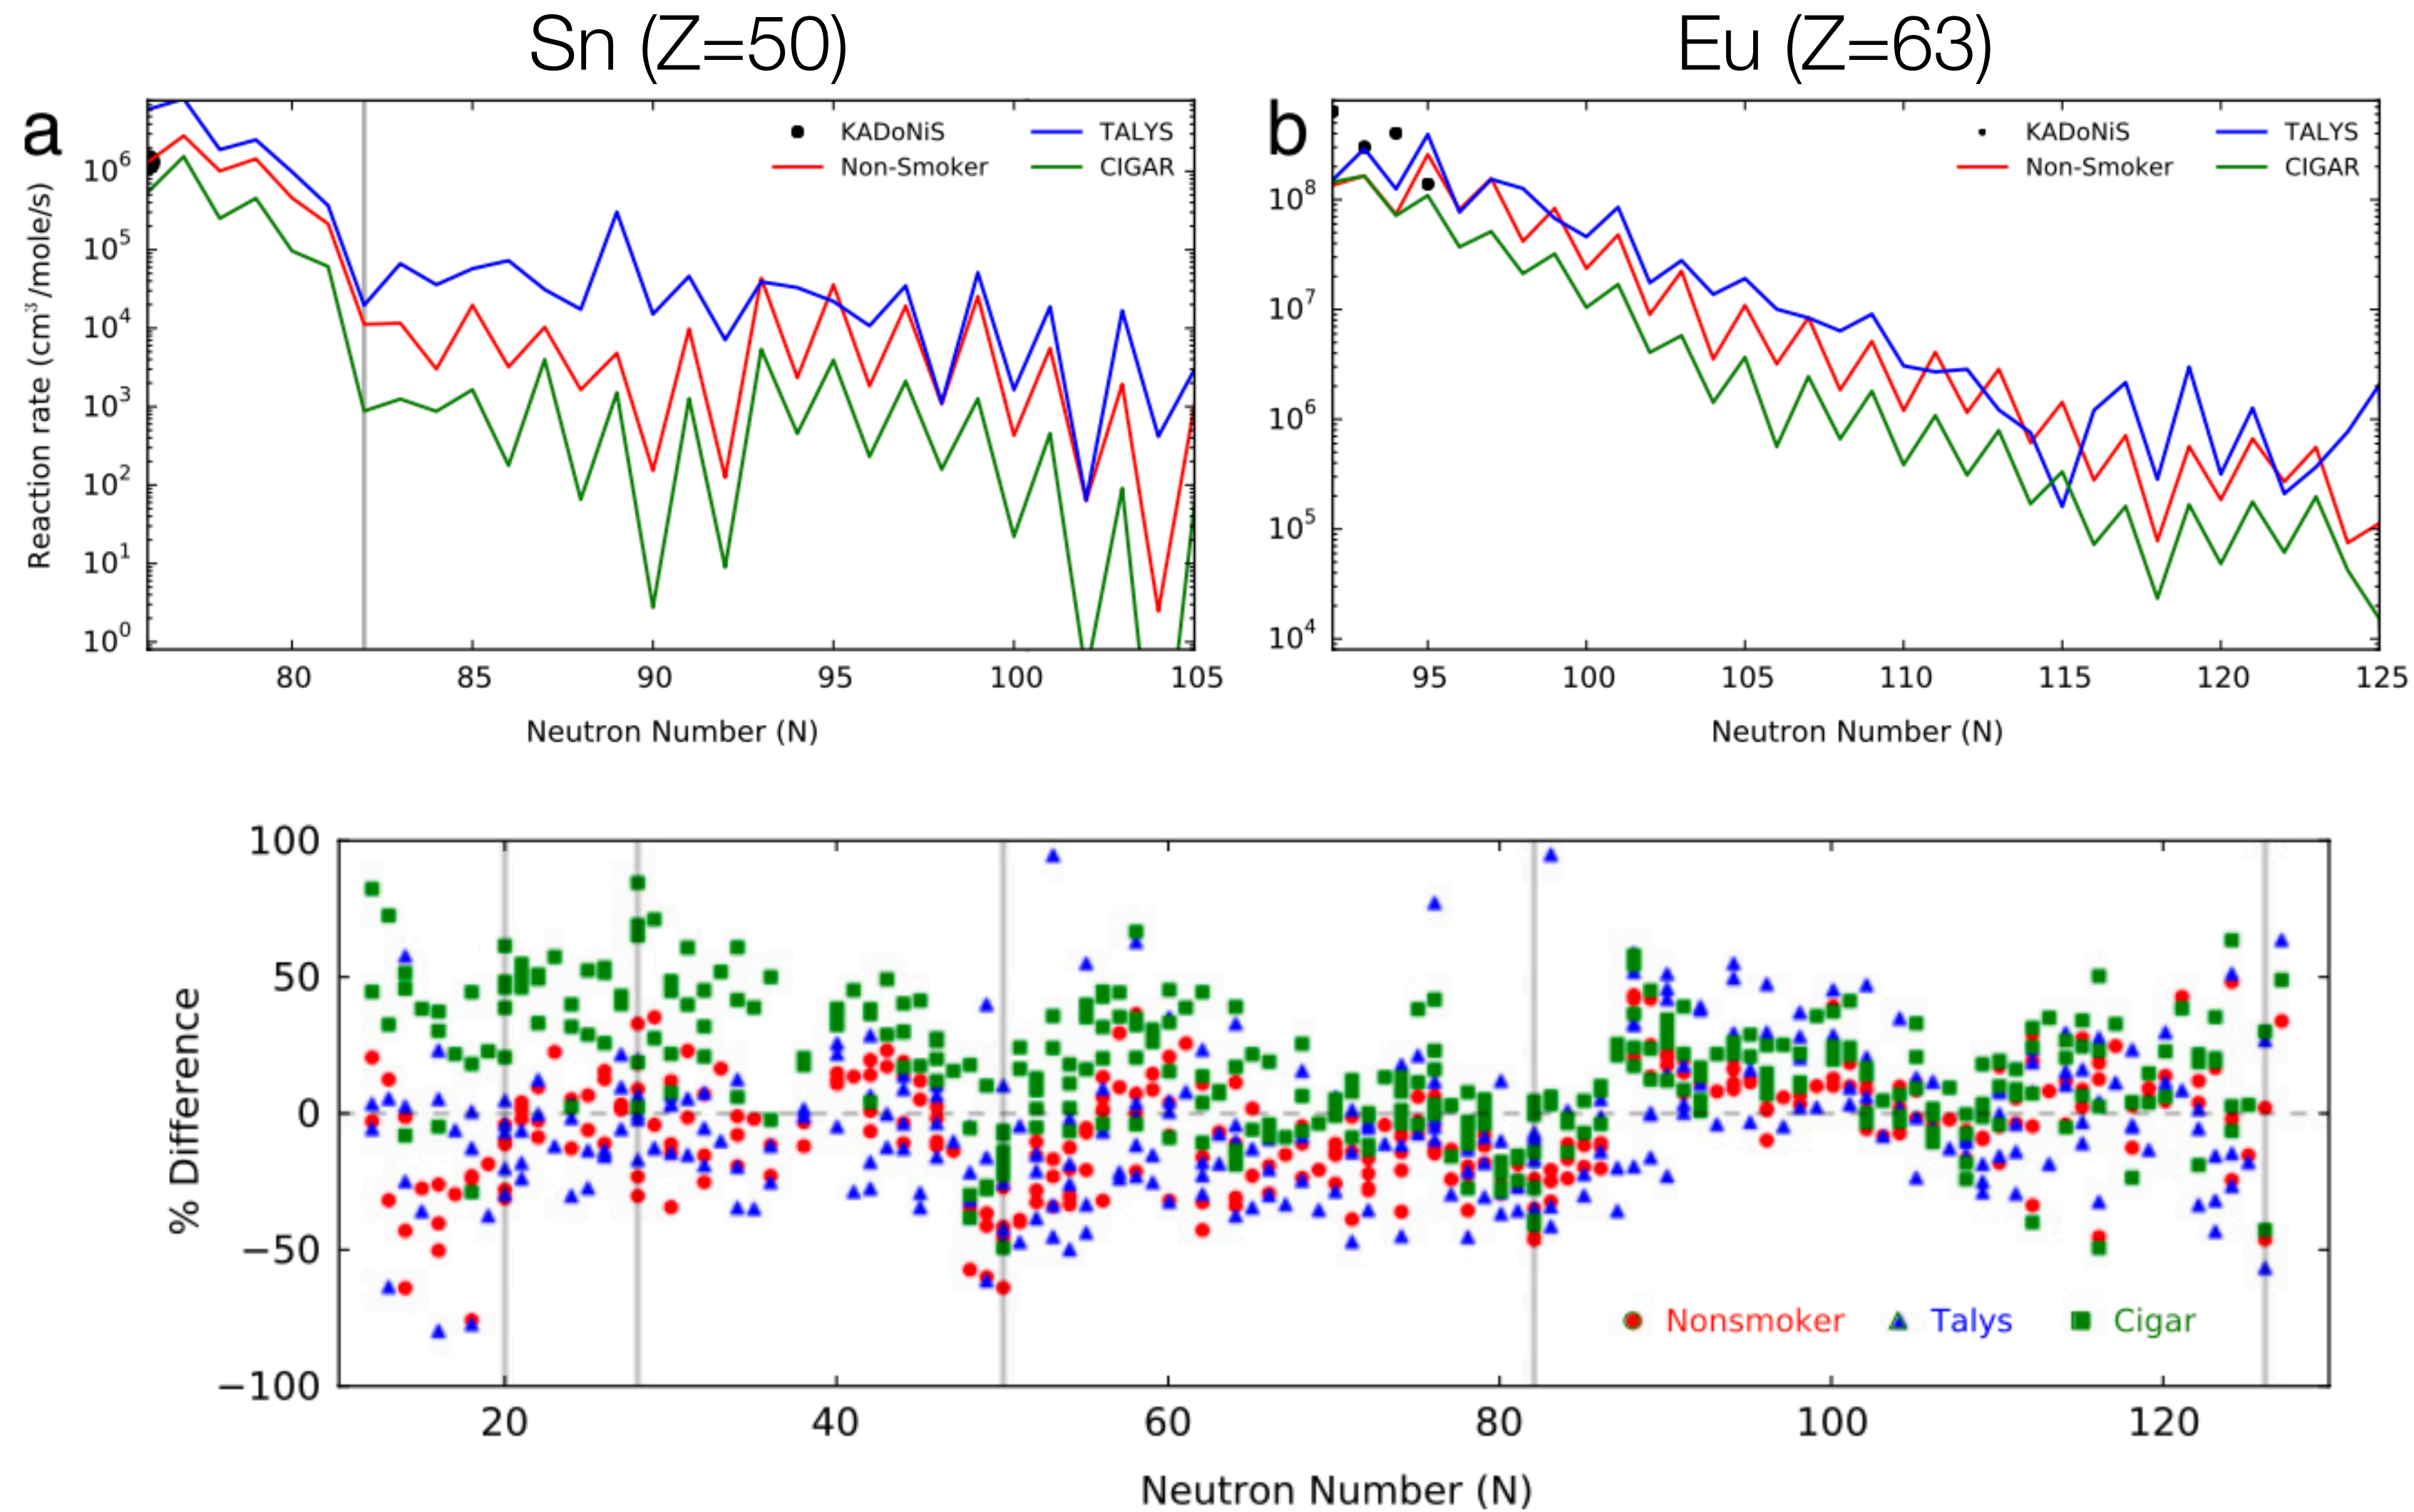 Sn (Z=50)
Eu (Z=63)
a
KADoNiS
TALYS
Non-Smoker
CIGAR
Reaction rate (cm³/mole/s)
10⁶
10⁵
10⁴
10³
10²
10¹
10⁰
80 85 90 95 100 105
Neutron Number (N)
b
KADoNiS
TALYS
Non-Smoker
CIGAR
10⁸
10⁷
10⁶
10⁵
10⁴
95 100 105 110 115 120 125
Neutron Number (N)
% Difference
100
50
0
−50
−100
Nonsmoker Talys Cigar
20 40 60 80 100 120
Neutron Number (N)